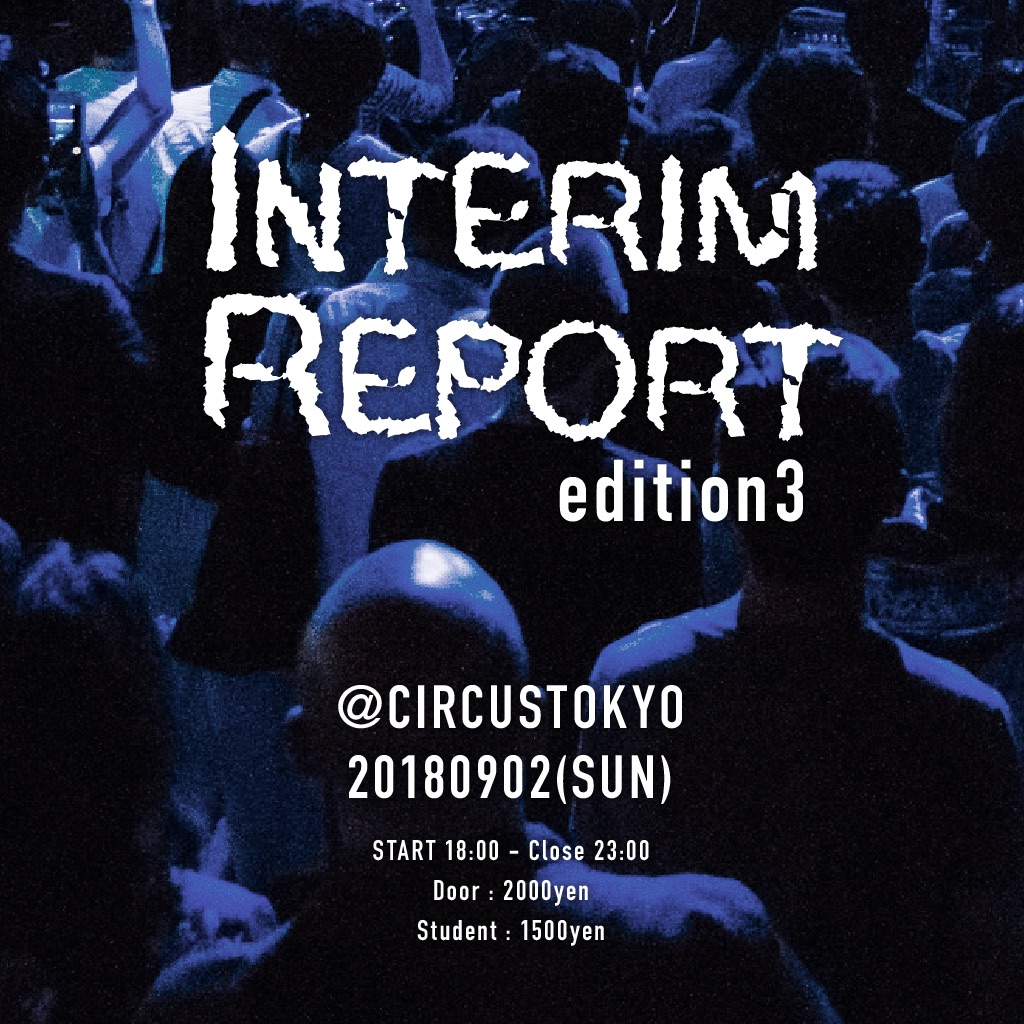 INTERIM
REPORT
edition3
@CIRCUSTOKYO
20180902(SUN)
START 18:00 - Close 23:00
Door : 2000yen
Student : 1500yen